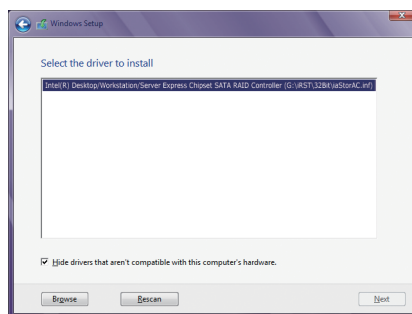 Windows Setup
Select the driver to install
Intel(R) Desktop/Workstation/Server Express Chipset SATA RAID Controller (G:\iRST\32Bit\iaStorAC.inf)
Hide drivers that aren't compatible with this computer's hardware.
Browse
Rescan
Next